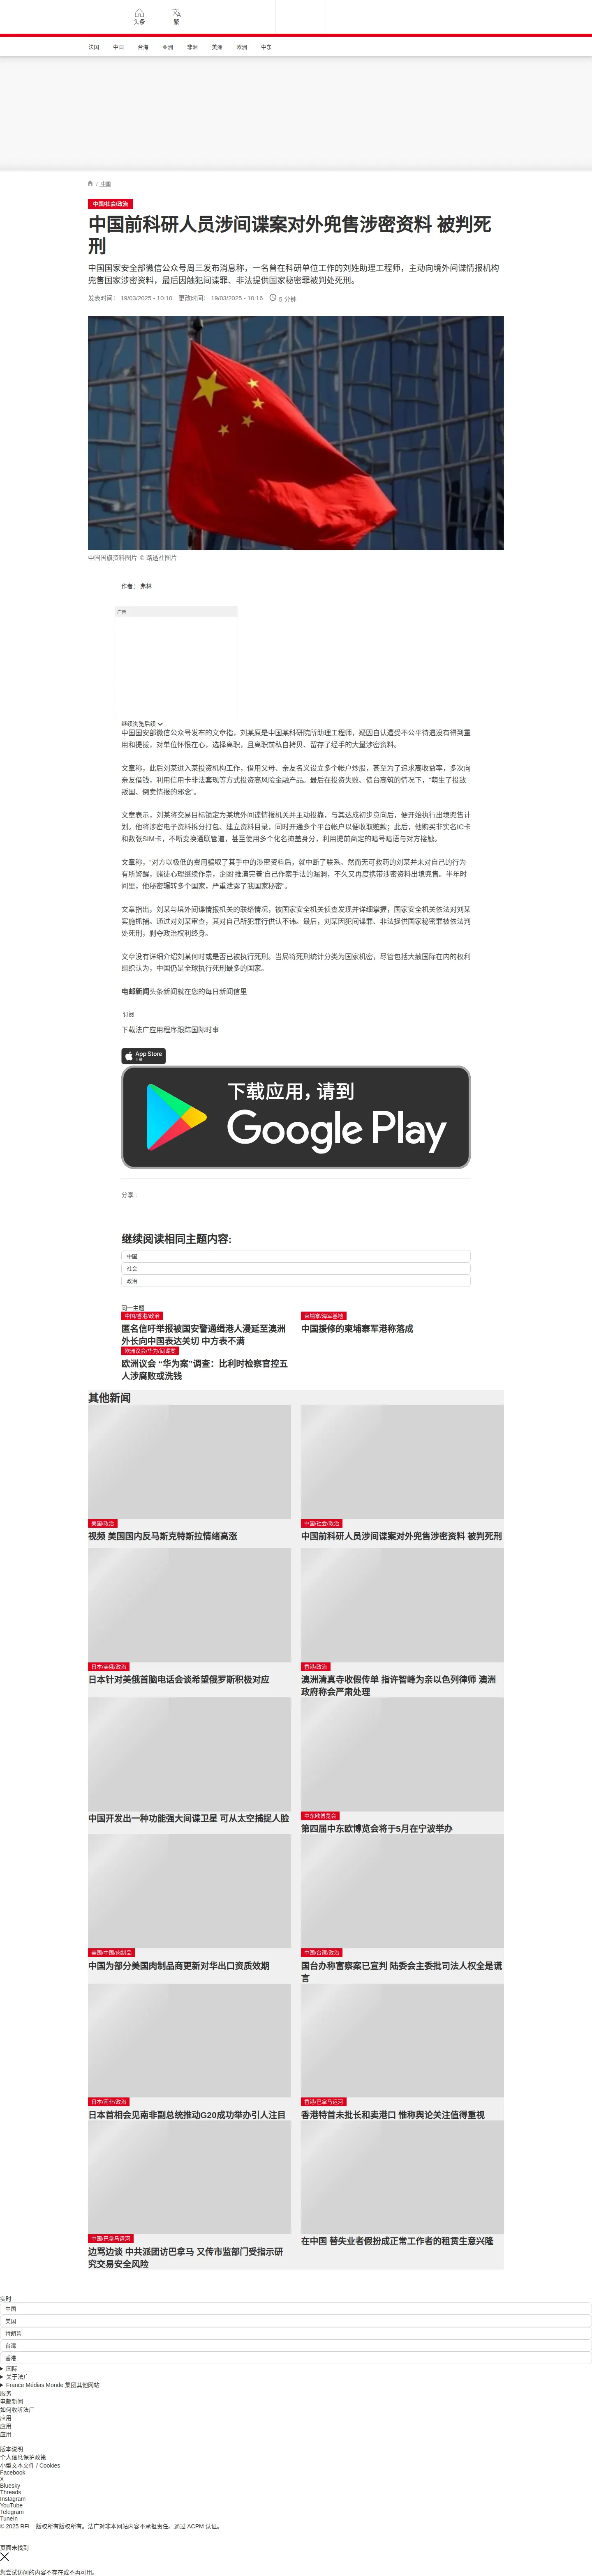 头条
繁
法国 中国 台海 亚洲 非洲 美洲 欧洲 中东
/ 中国
中国/社会/政治
中国前科研人员涉间谍案对外兜售涉密资料 被判死
刑
中国国家安全部微信公众号周三发布消息称，一名曾在科研单位工作的刘姓助理工程师，主动向境外间谍情报机构
兜售国家涉密资料，最后因触犯间谍罪、非法提供国家秘密罪被判处死刑。
发表时间： 19/03/2025 - 10:10 更改时间： 19/03/2025 - 10:16 5 分钟
中国国旗资料图片 © 路透社图片
作者： 弗林
广告
继续浏览后续
中国国安部微信公众号发布的文章指，刘某原是中国某科研院所助理工程师，疑因自认遭受不公平待遇没有得到重
用和提拔，对单位怀恨在心，选择离职，且离职前私自拷贝、留存了经手的大量涉密资料。
文章称，此后刘某进入某投资机构工作，借用父母、亲友名义设立多个帐户炒股，甚至为了追求高收益率，多次向
亲友借钱，利用信用卡非法套现等方式投资高风险金融产品。最后在投资失败、债台高筑的情况下，“萌生了投敌
叛国、倒卖情报的邪念”。
文章表示，刘某将交易目标锁定为某境外间谍情报机关并主动投靠，与其达成初步意向后，便开始执行出境兜售计
划。他将涉密电子资料拆分打包、建立资料目录，同时开通多个平台帐户以便收取赃款；此后，他购买非实名IC卡
和数张SIM卡，不断变换通联管道，甚至使用多个化名掩盖身分，利用提前商定的暗号暗语与对方接触。
文章称，“对方以极低的费用骗取了其手中的涉密资料后，就中断了联系。然而无可救药的刘某并未对自己的行为
有所警醒，赌徒心理继续作祟，企图‘推演完善’自己作案手法的漏洞，不久又再度携带涉密资料出境兜售。半年时
间里，他秘密辗转多个国家，严重泄露了我国家秘密”。
文章指出，刘某与境外间谍情报机关的联络情况，被国家安全机关侦查发现并详细掌握，国家安全机关依法对刘某
实施抓捕。通过对刘某审查，其对自己所犯罪行供认不讳。最后，刘某因犯间谍罪、非法提供国家秘密罪被依法判
处死刑，剥夺政治权利终身。
文章没有详细介绍刘某何时或是否已被执行死刑。当局将死刑统计分类为国家机密，尽管包括大赦国际在内的权利
组织认为，中国仍是全球执行死刑最多的国家。
电邮新闻头条新闻就在您的每日新闻信里
订阅
下载法广应用程序跟踪国际时事
App Store
下载
下载应用，请到
Google Play
分享 :
继续阅读相同主题内容:
中国
社会
政治
同一主题
中国/香港/政治
匿名信吁举报被国安警通缉港人漫延至澳洲
外长向中国表达关切 中方表不满
柬埔寨/海军基地
中国援修的柬埔寨军港称落成
欧洲议会/华为/间谍案
欧洲议会 “华为案”调查：比利时检察官控五
人涉腐败或洗钱
其他新闻
美国/政治
视频 美国国内反马斯克特斯拉情绪高涨
中国/社会/政治
中国前科研人员涉间谍案对外兜售涉密资料 被判死刑
日本/美俄/政治
日本针对美俄首脑电话会谈希望俄罗斯积极对应
香港/政治
澳洲清真寺收假传单 指许智峰为亲以色列律师 澳洲
政府称会严肃处理
中国开发出一种功能强大间谍卫星 可从太空捕捉人脸
中东欧博览会
第四届中东欧博览会将于5月在宁波举办
美国/中国/肉制品
中国为部分美国肉制品商更新对华出口资质效期
中国/台湾/政治
国台办称富察案已宣判 陆委会主委批司法人权全是谎
言
日本/南非/政治
日本首相会见南非副总统推动G20成功举办引人注目
香港/巴拿马运河
香港特首未批长和卖港口 惟称舆论关注值得重视
中国/巴拿马运河
边骂边谈 中共派团访巴拿马 又传市监部门受指示研
究交易安全风险
在中国 替失业者假扮成正常工作者的租赁生意兴隆
实时
中国
美国
特朗普
台湾
香港
国际
关于法广
France Médias Monde 集团其他网站
服务
电邮新闻
如何收听法广
应用
应用
应用
版本说明
个人信息保护政策
小型文本文件 / Cookies
Facebook
X
Bluesky
Threads
Instagram
YouTube
Telegram
TuneIn
© 2025 RFI – 版权所有版权所有。法广对非本网站内容不承担责任。通过 ACPM 认证。
页面未找到
您尝试访问的内容不存在或不再可用。